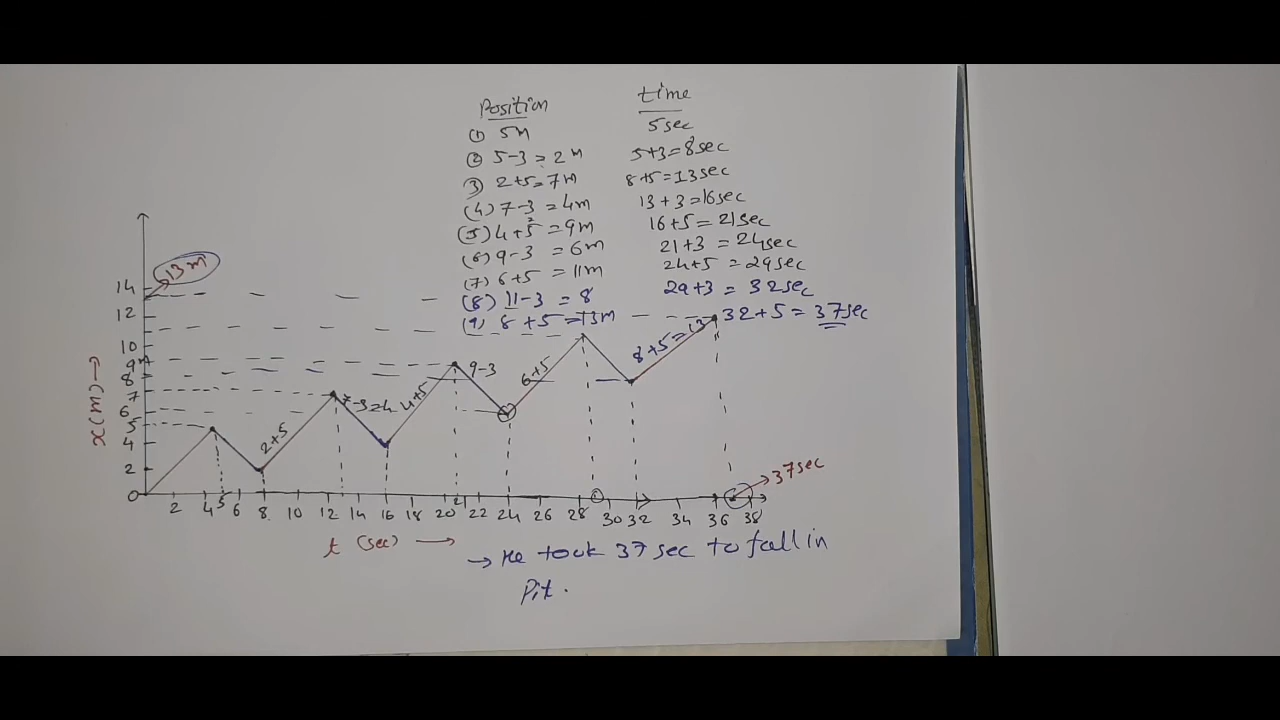 Position time
(1) 5m 5sec
(2) 5-3=2m 5+3=8sec
(3) 2+5=7m 8+5=13sec
(4) 7-3=4m 13+3=16sec
(5) 4+5=9m 16+5=21sec
(6) 9-3=6m 21+3=24sec
(7) 6+5=11m 24+5=29sec
(8) 11-3=8 29+3=32sec
(9) 8+5=13m 32+5=37sec
13m
14
12
10
9m
8
7
6
5
4
2
0
x(m) →
2+5
7-3=4
4+5
9-3
6+5
8+5=13
37sec
2 4 5 6 8 10 12 14 16 18 20 22 24 26 28 30 32 34 36 38
t (sec) →
→ He took 37 sec to fall in
Pit.